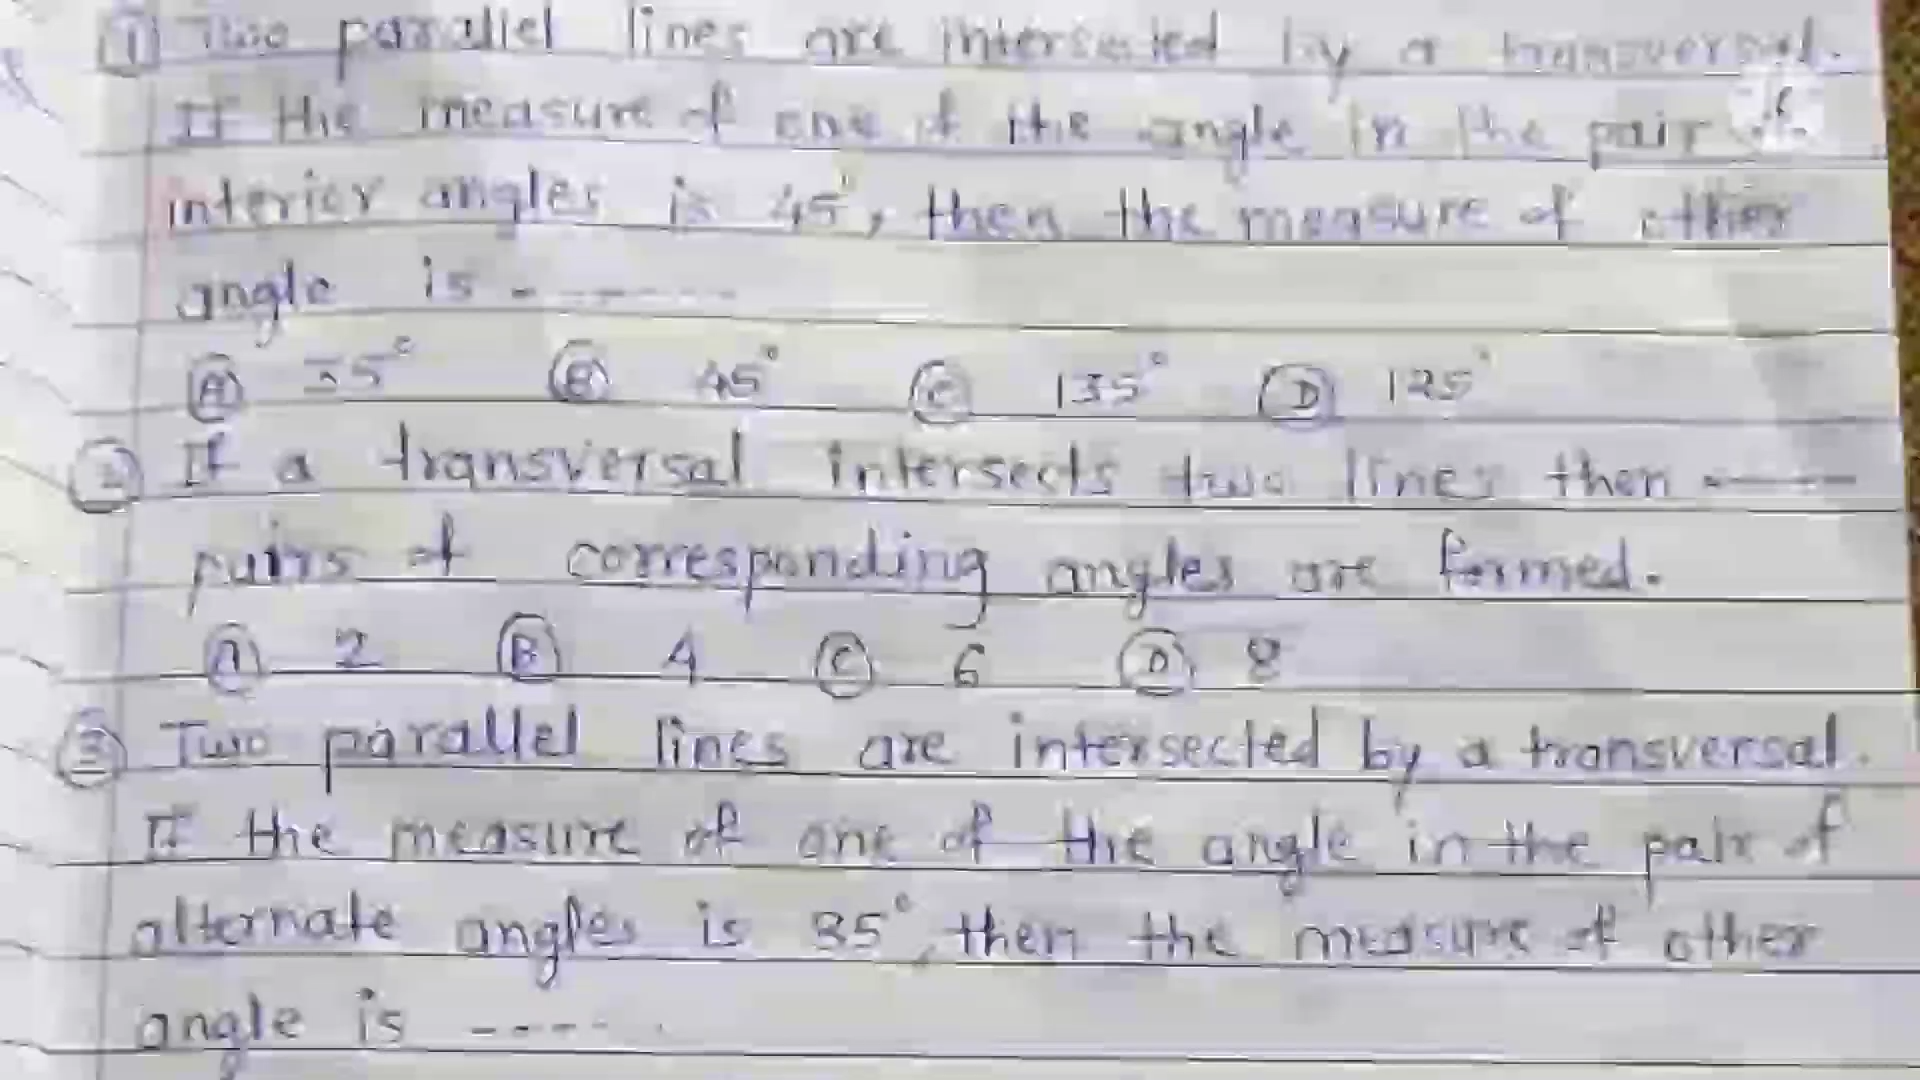 ① Two parallel lines are intersected by a transversal.
If the measure of one of the angle in the pair of
interior angles is 45°, then the measure of other
angle is -------
Ⓐ 55° Ⓑ 45° Ⓒ 135° Ⓓ 125°
② If a transversal intersects two lines then -----
pairs of corresponding angles are formed.
Ⓐ 2 Ⓑ 4 Ⓒ 6 Ⓓ 8
③ Two parallel lines are intersected by a transversal.
If the measure of one of the angle in the pair of
alternate angles is 85°, then the measure of other
angle is ------